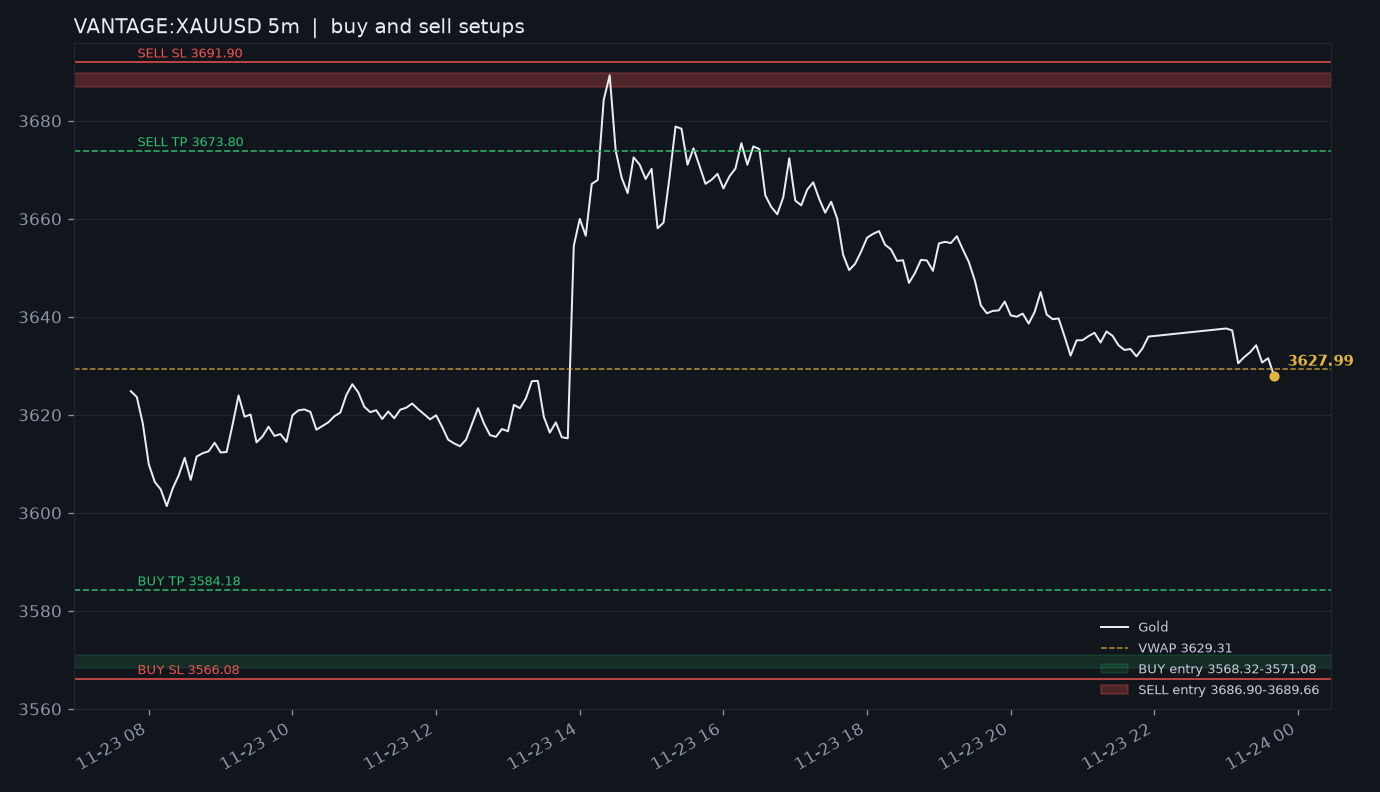 VANTAGE:XAUUSD 5m | buy and sell setups
SELL SL 3691.90
3680
SELL TP 3673.80
3660
3640
3627.99
3620
3600
BUY TP 3584.18
3580
Gold
VWAP 3629.31
BUY SL 3566.08
BUY entry 3568.32-3571.08
SELL entry 3686.90-3689.66
3560
11-23 08
11-23 10
11-23 12
11-23 14
11-23 16
11-23 18
11-23 20
11-23 22
11-24 00